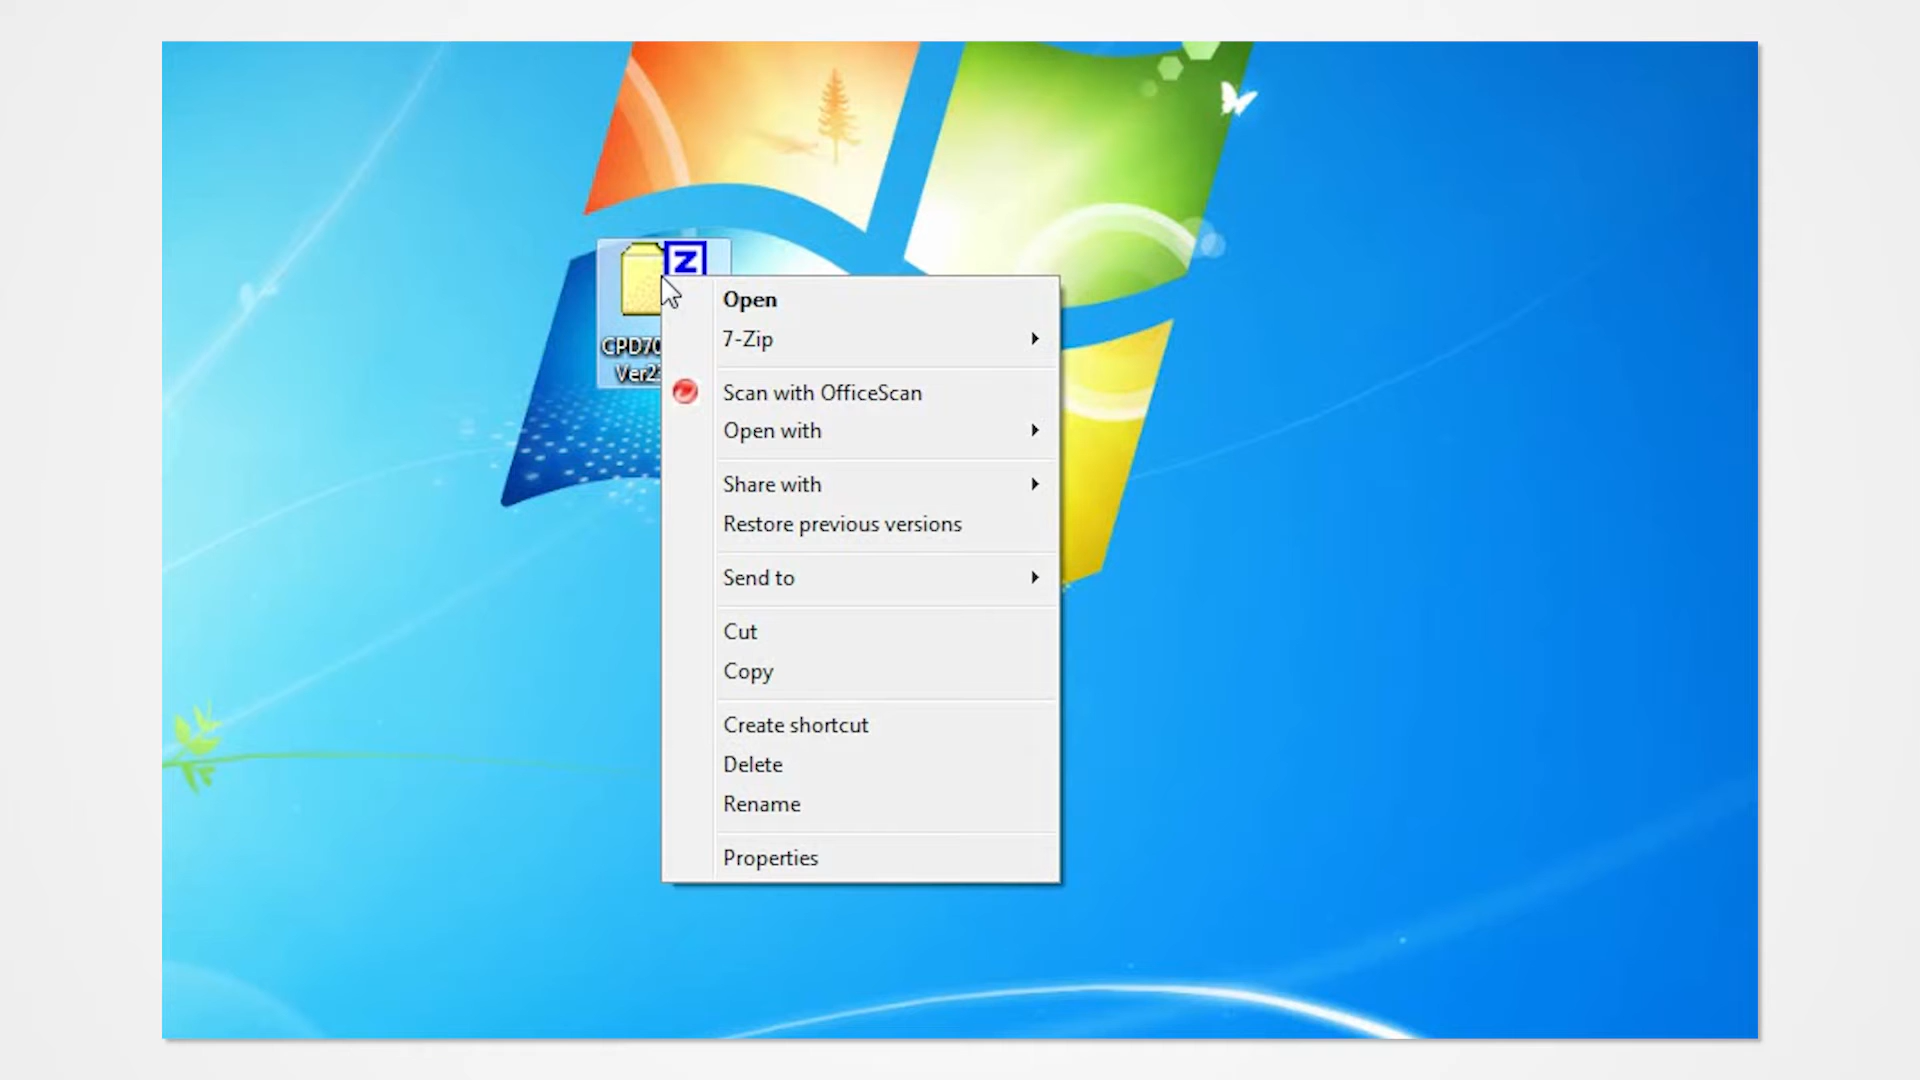 Z
CPD70
Ver2
Open
7-Zip
Scan with OfficeScan
Open with
Share with
Restore previous versions
Send to
Cut
Copy
Create shortcut
Delete
Rename
Properties